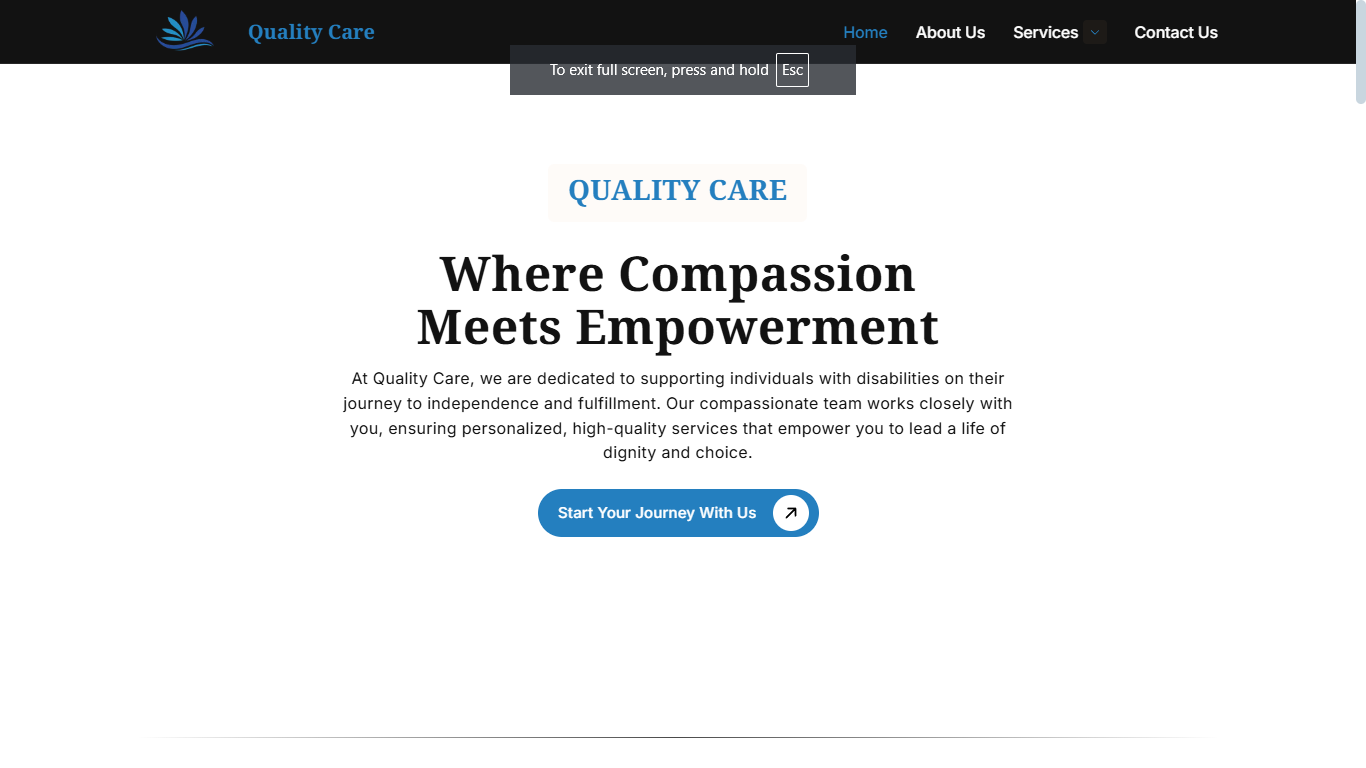 Quality Care
Home About Us Services Contact Us
To exit full screen, press and hold Esc
QUALITY CARE
Where Compassion
Meets Empowerment
At Quality Care, we are dedicated to supporting individuals with disabilities on their
journey to independence and fulfillment. Our compassionate team works closely with
you, ensuring personalized, high-quality services that empower you to lead a life of
dignity and choice.
Start Your Journey With Us